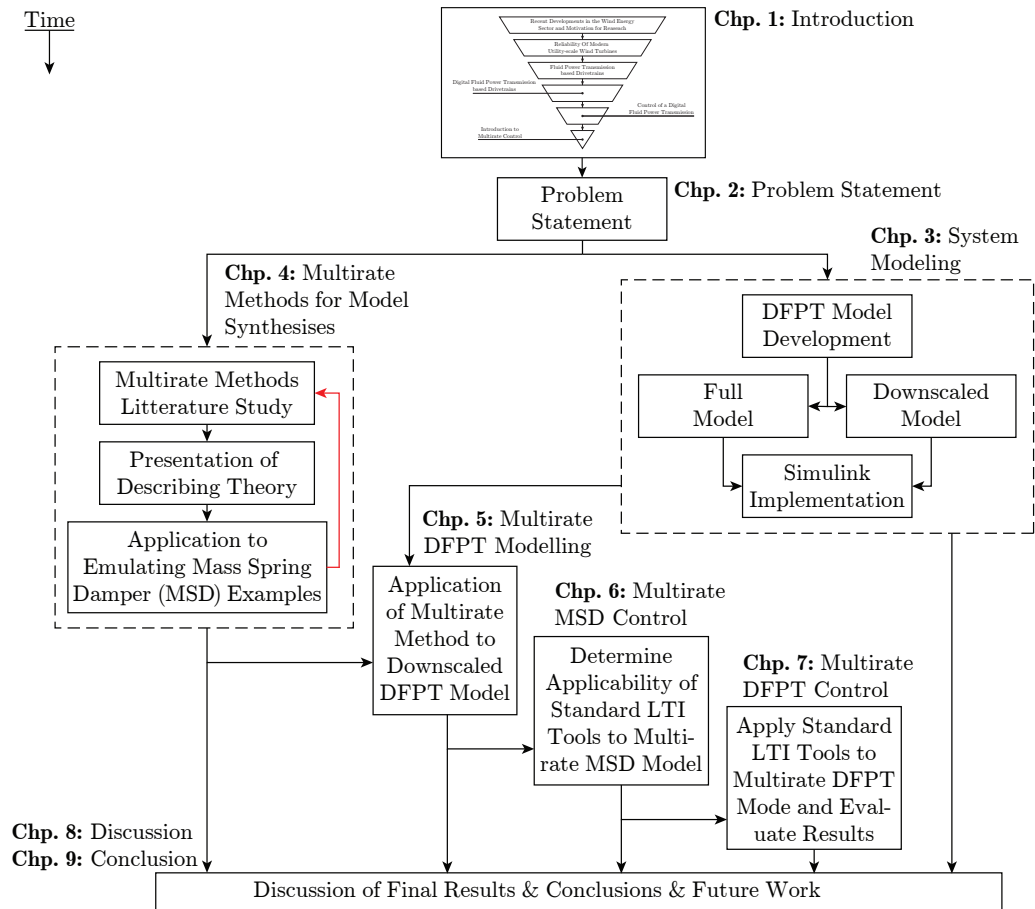 Time
Chp. 1: Introduction
Recent Developments in the Wind Energy
Sector and Motivation for Reasearch
Reliability Of Modern
Utility-scale Wind Turbines
Fluid Power Transmission
based Drivetrains
Digital Fluid Power Transmission
based Drivetrains
Control of a Digital
Fluid Power Transmission
Introduction to
Multirate Control
Chp. 2: Problem Statement
Problem
Statement
Chp. 3: System
Modeling
Chp. 4: Multirate
Methods for Model
Synthesises
DFPT Model
Development
Full
Model
Downscaled
Model
Simulink
Implementation
Multirate Methods
Litterature Study
Presentation of
Describing Theory
Application to
Emulating Mass Spring
Damper (MSD) Examples
Chp. 5: Multirate
DFPT Modelling
Application
of Multirate
Method to
Downscaled
DFPT Model
Chp. 6: Multirate
MSD Control
Determine
Applicability of
Standard LTI
Tools to Multi-
rate MSD Model
Chp. 7: Multirate
DFPT Control
Apply Standard
LTI Tools to
Multirate DFPT
Mode and Eval-
uate Results
Chp. 8: Discussion
Chp. 9: Conclusion
Discussion of Final Results & Conclusions & Future Work